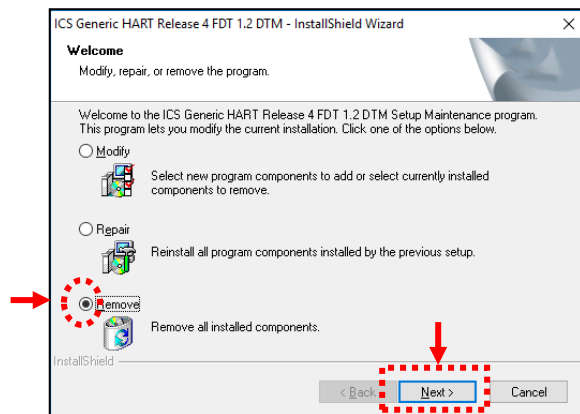 ICS Generic HART Release 4 FDT 1.2 DTM - InstallShield Wizard
Welcome
Modify, repair, or remove the program.
Welcome to the ICS Generic HART Release 4 FDT 1.2 DTM Setup Maintenance program.
This program lets you modify the current installation. Click one of the options below.
Modify
Select new program components to add or select currently installed
components to remove.
Repair
Reinstall all program components installed by the previous setup.
Remove
Remove all installed components.
InstallShield
< Back
Next >
Cancel